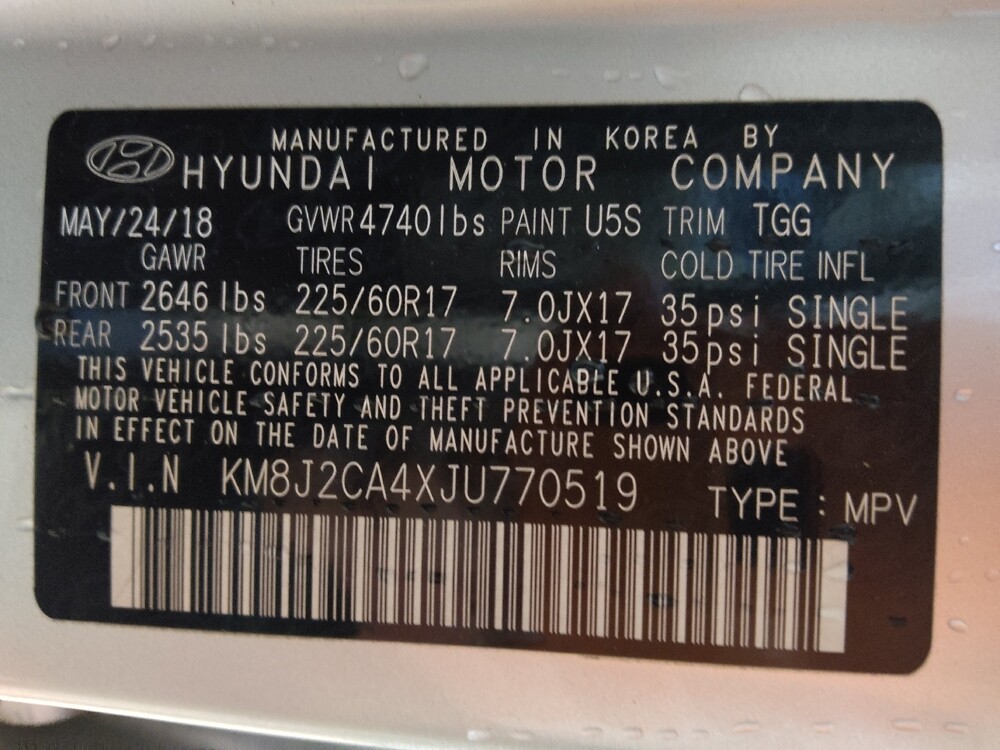 MANUFACTURED IN KOREA BY
HYUNDAI MOTOR COMPANY
MAY/24/18 GVWR 4740lbs PAINT U5S TRIM TGG
GAWR TIRES RIMS COLD TIRE INFL
FRONT 2646 lbs 225/60R17 7.0JX17 35psi SINGLE
REAR 2535 lbs 225/60R17 7.0JX17 35psi SINGLE
THIS VEHICLE CONFORMS TO ALL APPLICABLE U.S.A. FEDERAL
MOTOR VEHICLE SAFETY AND THEFT PREVENTION STANDARDS
IN EFFECT ON THE DATE OF MANUFACTURE SHOWN ABOVE
V.I.N KM8J2CA4XJU770519 TYPE : MPV